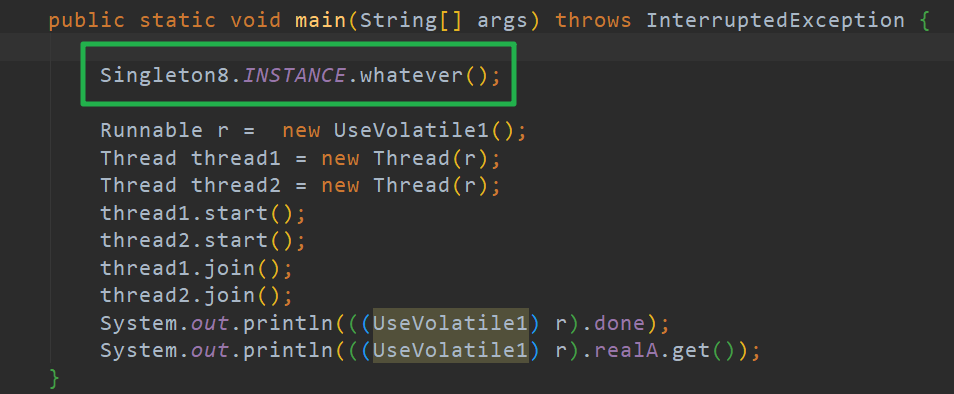 public static void main(String[] args) throws InterruptedException {
Singleton8.INSTANCE.whatever();
Runnable r =  new UseVolatile1();
Thread thread1 = new Thread(r);
Thread thread2 = new Thread(r);
thread1.start();
thread2.start();
thread1.join();
thread2.join();
System.out.println(((UseVolatile1) r).done);
System.out.println(((UseVolatile1) r).realA.get());
}